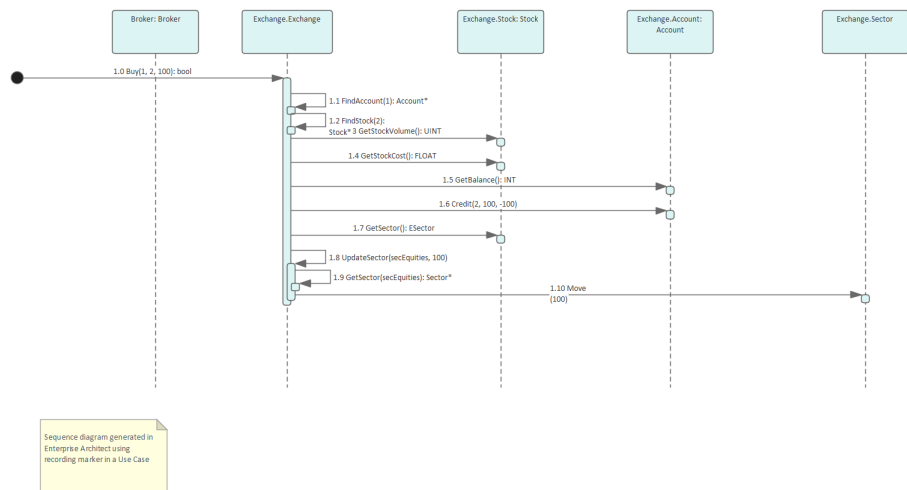 Broker: Broker
Exchange.Exchange
Exchange.Stock: Stock
Exchange.Account:
Account
Exchange.Sector
1.0 Buy(1, 2, 100): bool
1.1 FindAccount(1): Account*
1.2 FindStock(2):
Stock* 3 GetStockVolume(): UINT
1.4 GetStockCost(): FLOAT
1.5 GetBalance(): INT
1.6 Credit(2, 100, -100)
1.7 GetSector(): ESector
1.8 UpdateSector(secEquities, 100)
1.9 GetSector(secEquities): Sector*
1.10 Move
(100)
Sequence diagram generated in
Enterprise Architect using
recording marker in a Use Case